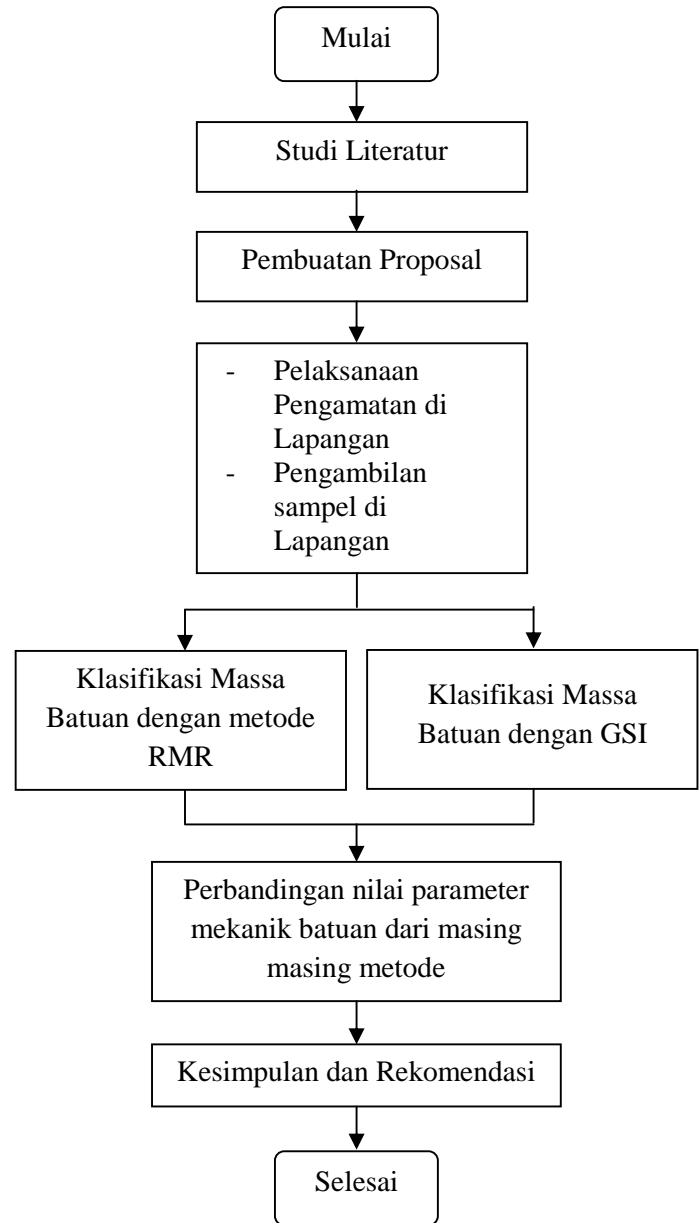 Mulai
Studi Literatur
Pembuatan Proposal
- Pelaksanaan
Pengamatan di
Lapangan
- Pengambilan
sampel di
Lapangan
Klasifikasi Massa
Batuan dengan metode
RMR
Klasifikasi Massa
Batuan dengan GSI
Perbandingan nilai parameter
mekanik batuan dari masing
masing metode
Kesimpulan dan Rekomendasi
Selesai